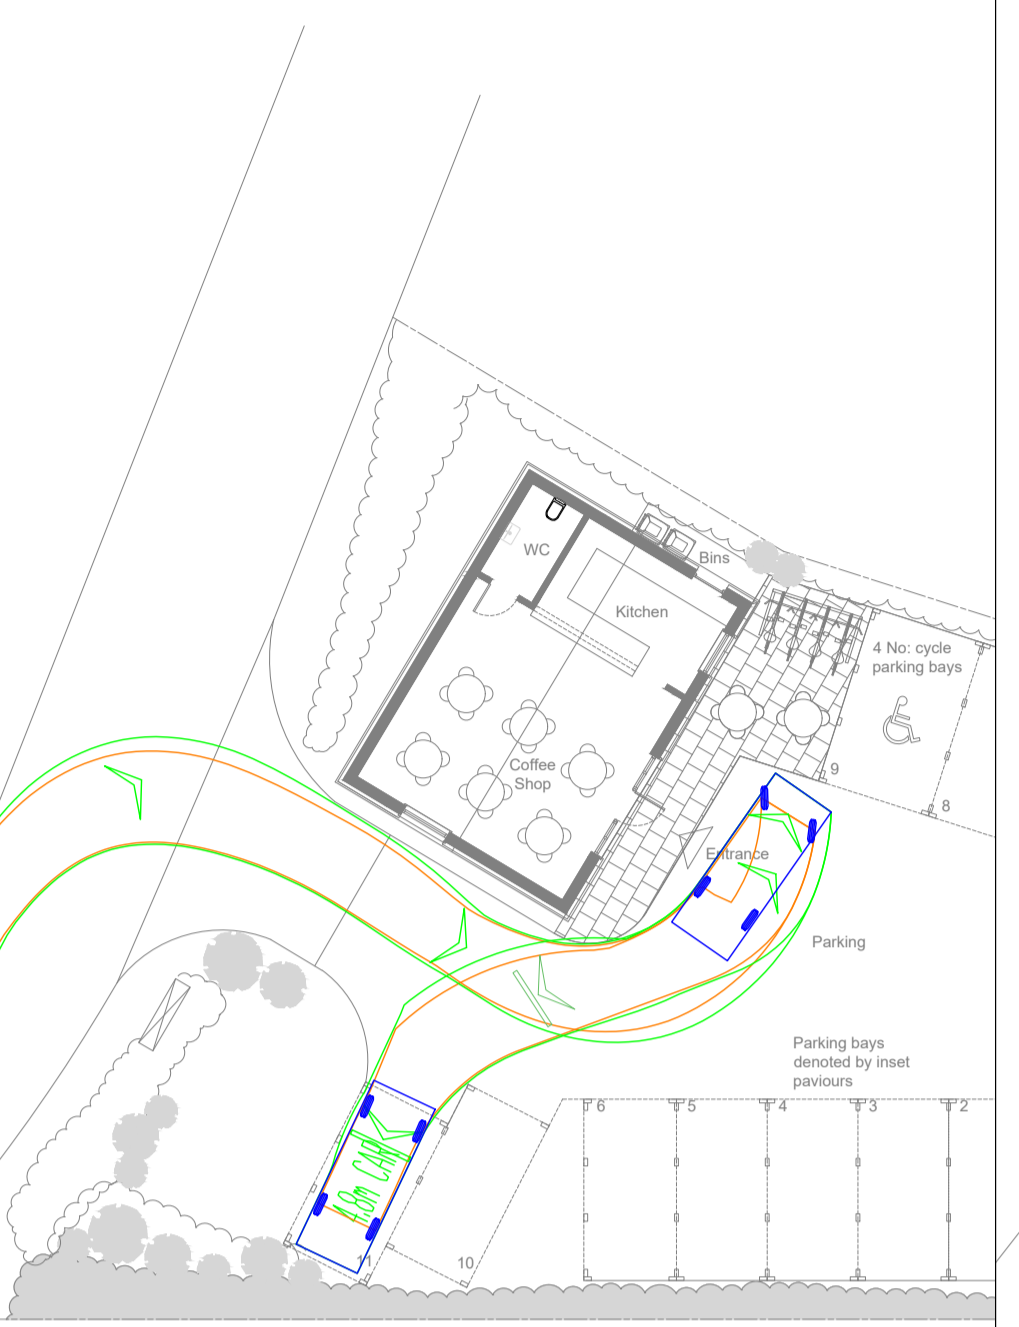 WC
Bins
Kitchen
4 No: cycle
parking bays
Coffee
Shop
9
8
Entrance
Parking
Parking bays
denoted by inset
paviours
6
5
4
3
2
4.8m CAR
11
10